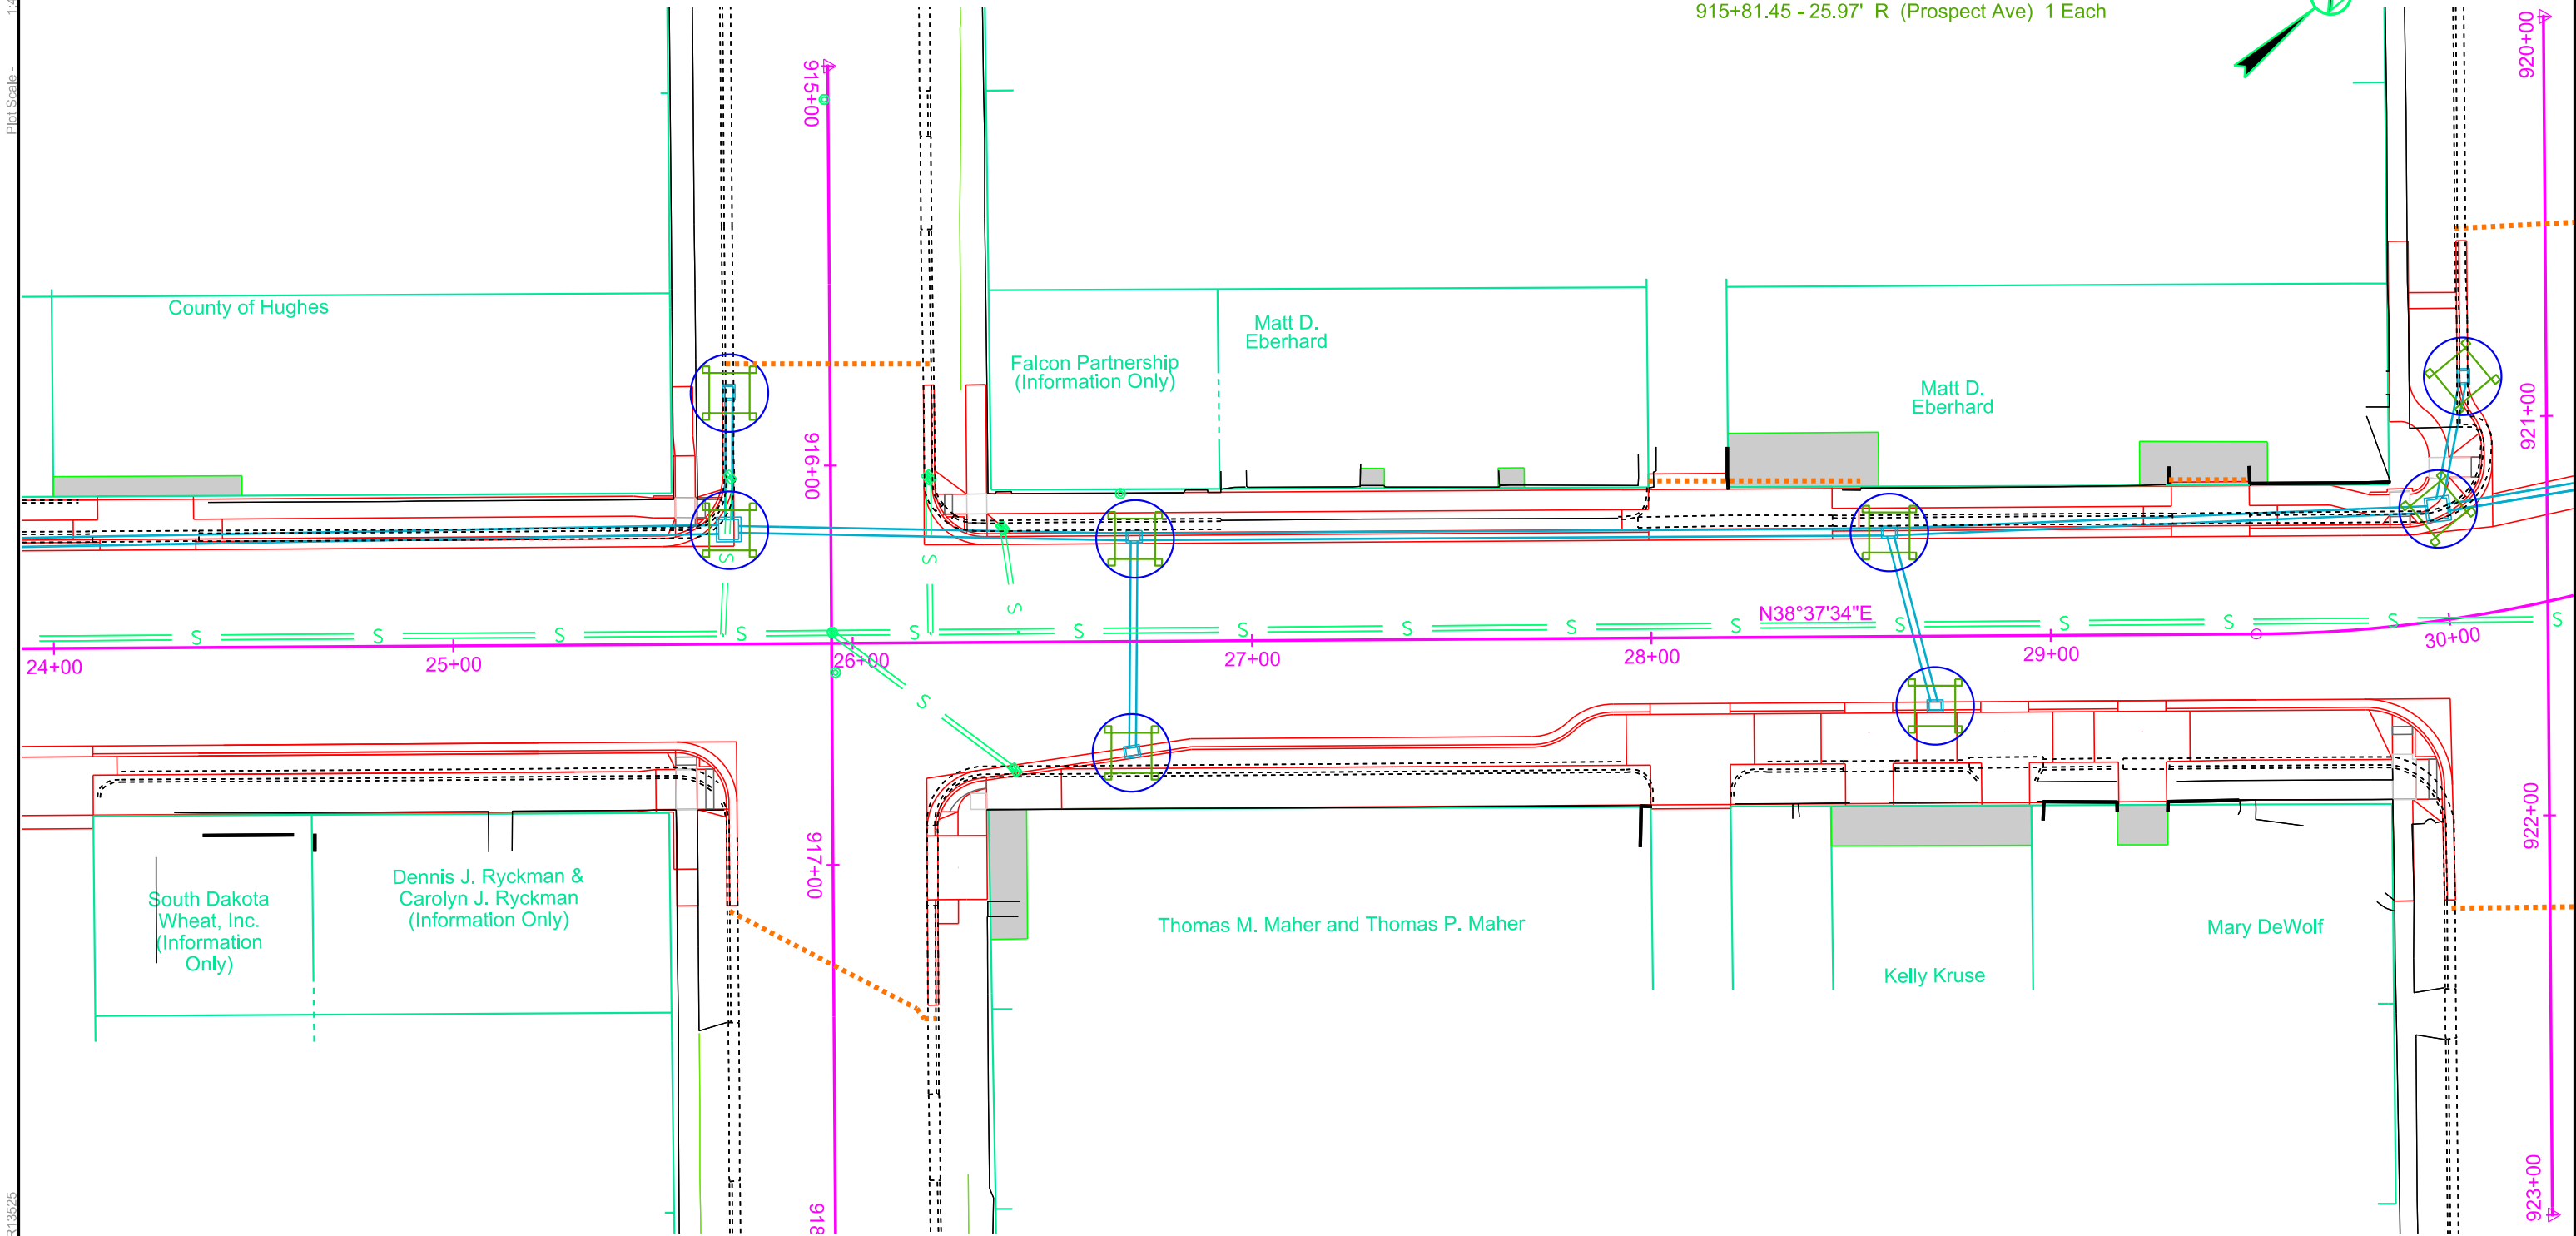 915+81.45 - 25.97' R (Prospect Ave) 1 Each
Plot Scale -
915+00
920+00
County of Hughes
Falcon Partnership
(Information Only)
Matt D.
Eberhard
Matt D.
Eberhard
916+00
921+00
S
S
S
N38°37'34"E
S S S S S S S S S S S S S S
24+00
25+00
26+00
27+00
28+00
29+00
30+00
S
917+00
922+00
South Dakota
Wheat, Inc.
(Information
Only)
Dennis J. Ryckman &
Carolyn J. Ryckman
(Information Only)
Thomas M. Maher and Thomas P. Maher
Kelly Kruse
Mary DeWolf
918
923+00
R13525